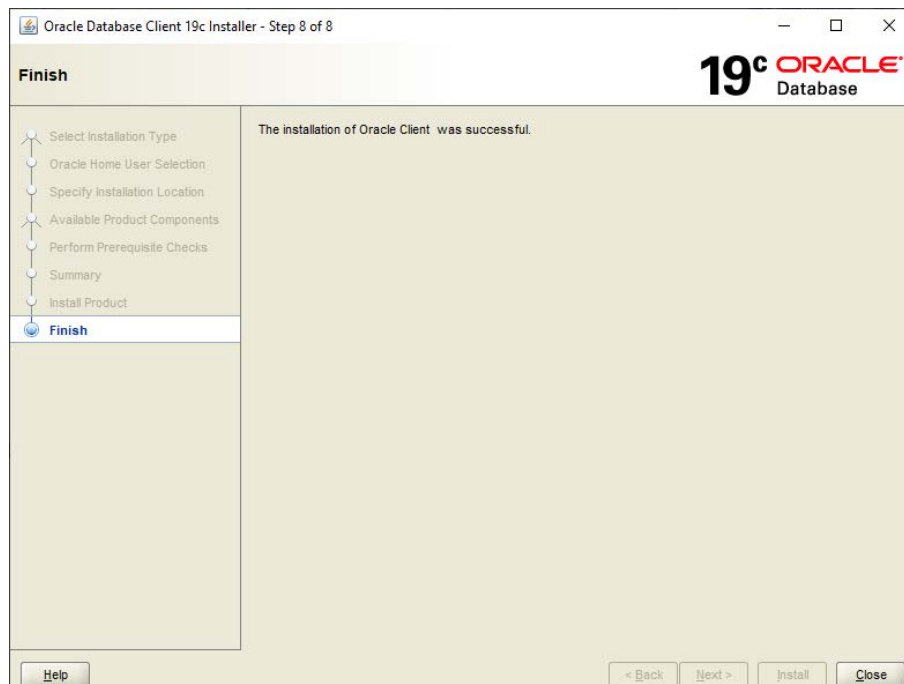 Oracle Database Client 19c Installer - Step 8 of 8
Finish
19c ORACLE
Database
Select Installation Type
Oracle Home User Selection
Specify Installation Location
Available Product Components
Perform Prerequisite Checks
Summary
Install Product
Finish
The installation of Oracle Client  was successful.
Help
< Back
Next >
Install
Close